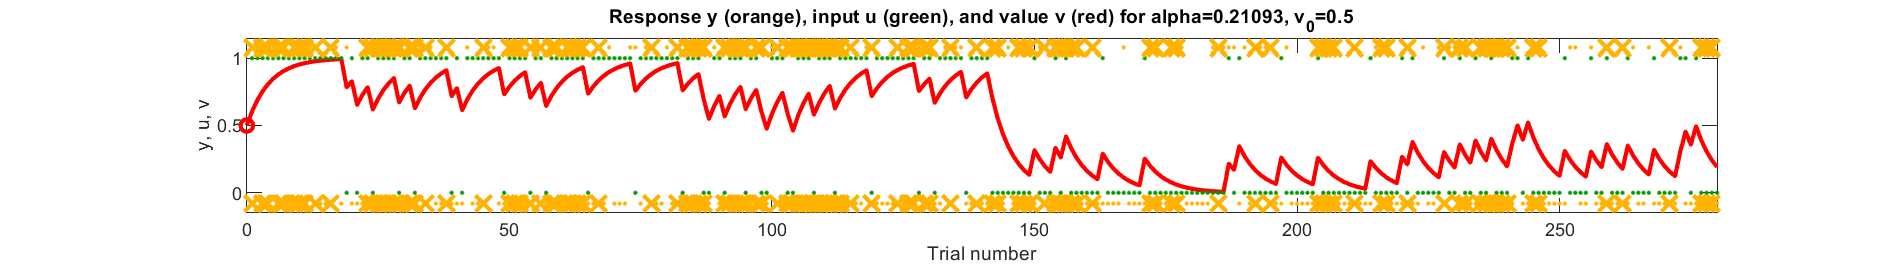 Response y (orange), input u (green), and value v (red) for alpha=0.21093, v0=0.5
y, u, v
1
0.5
0
0 50 100 150 200 250
Trial number